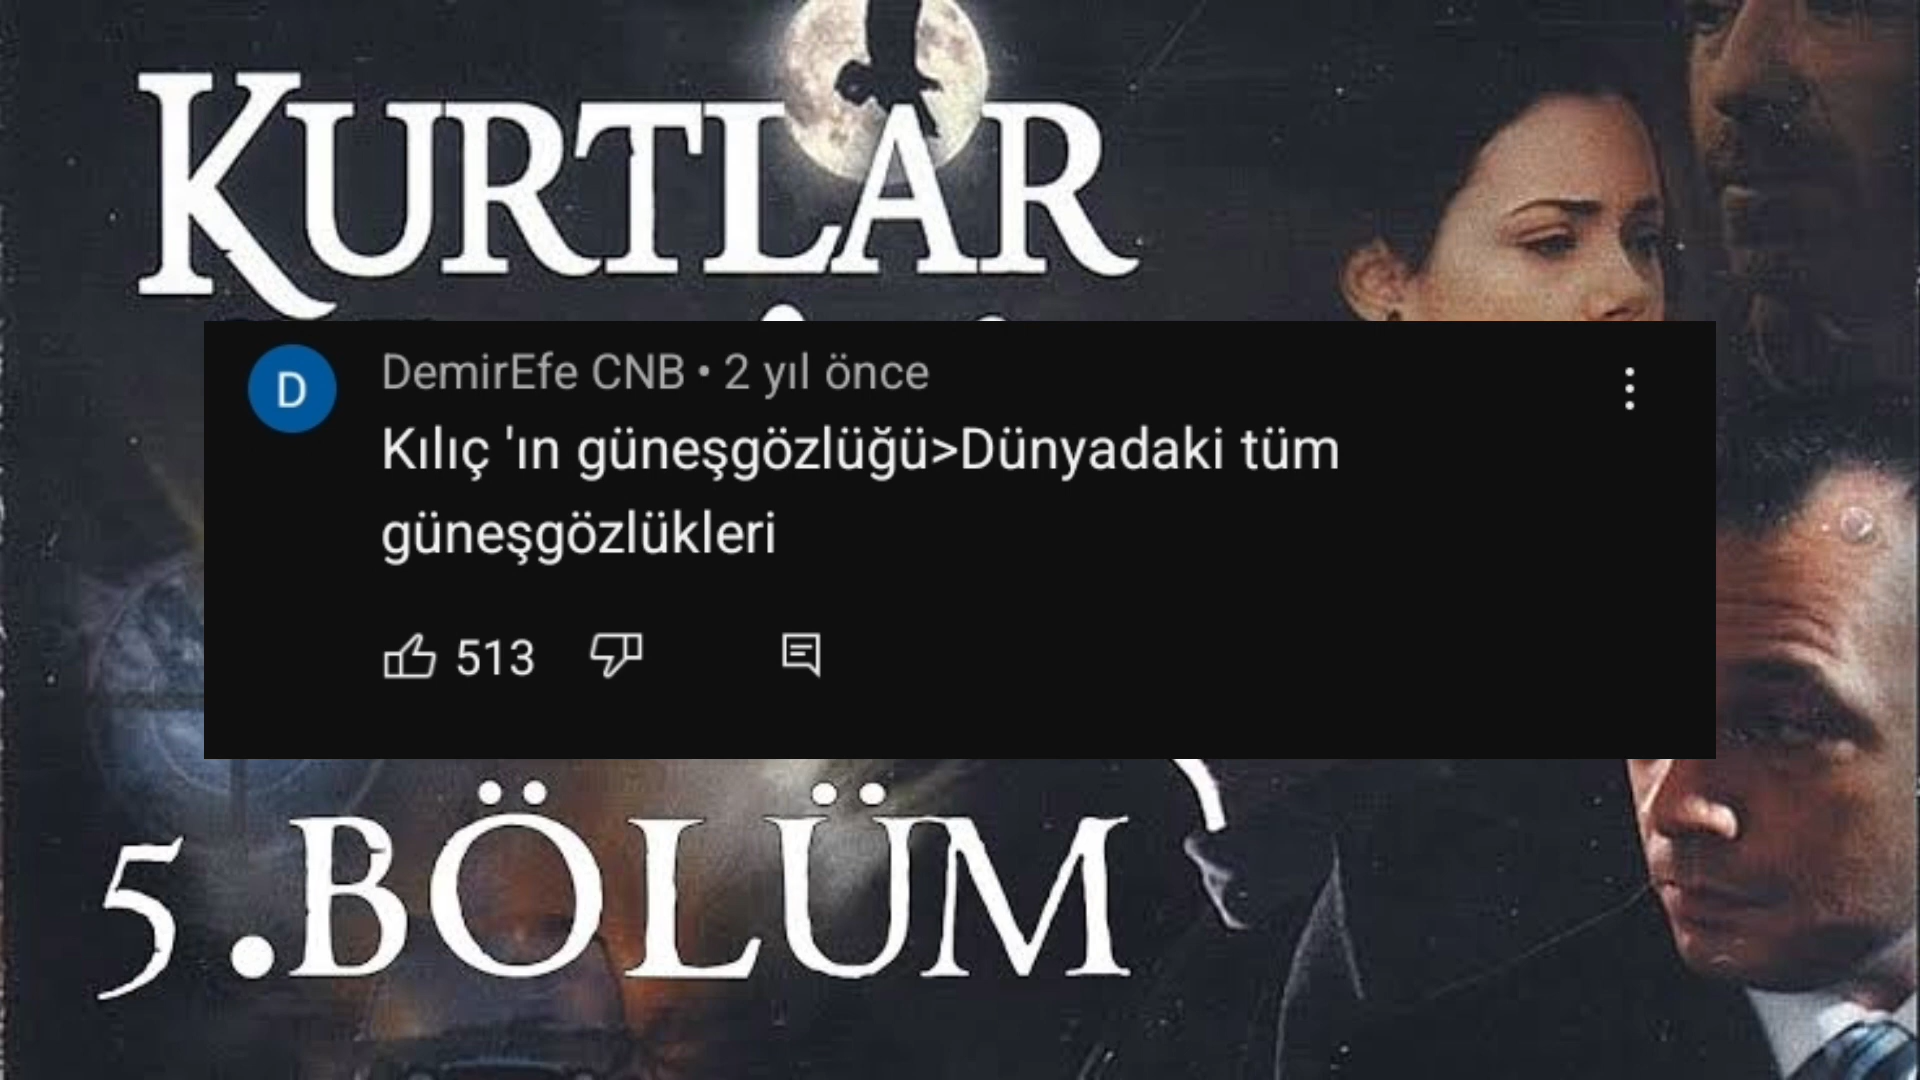 KURTLAR
D
DemirEfe CNB • 2 yıl önce
Kılıç 'ın güneşgözlüğü>Dünyadaki tüm
güneşgözlükleri
513
5.BÖLÜM